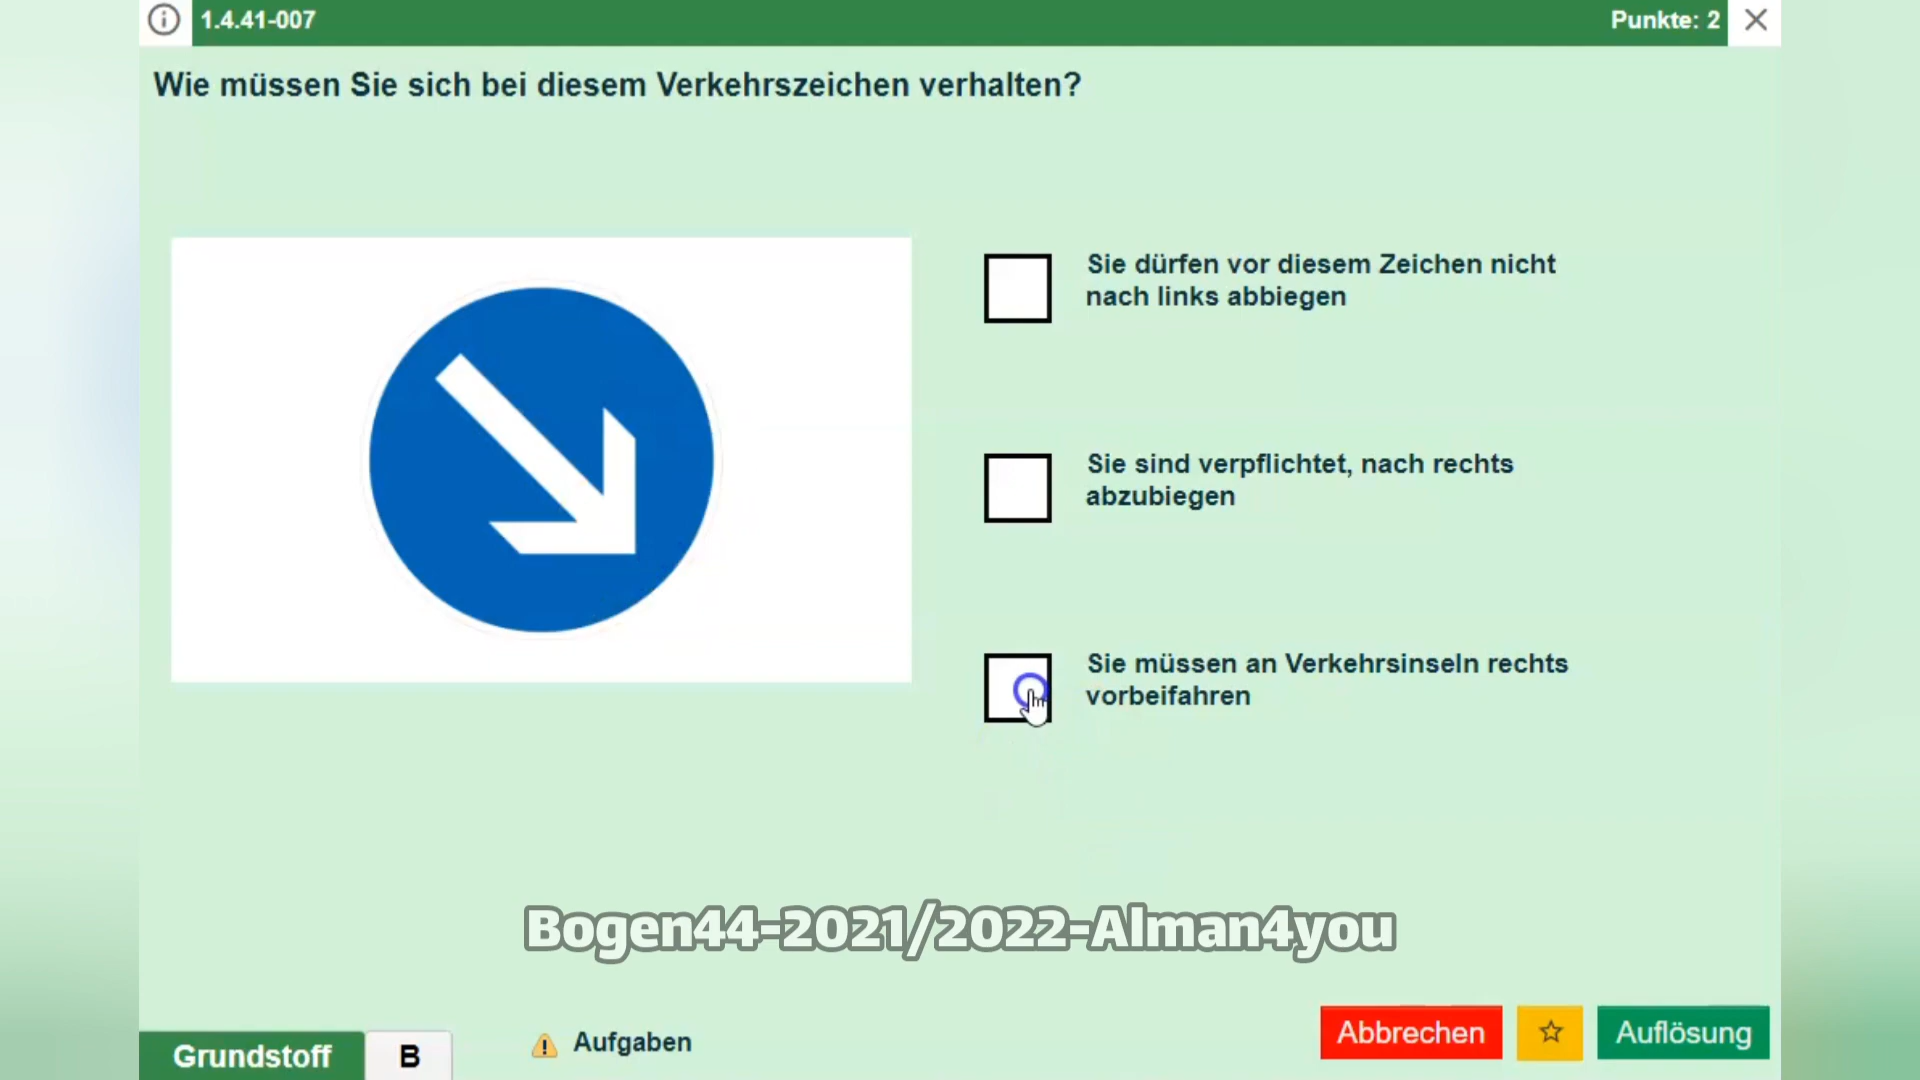 1.4.41-007
Punkte: 2
Wie müssen Sie sich bei diesem Verkehrszeichen verhalten?
Sie dürfen vor diesem Zeichen nicht
nach links abbiegen
Sie sind verpflichtet, nach rechts
abzubiegen
Sie müssen an Verkehrsinseln rechts
vorbeifahren
Bogen44-2021/2022-Alman4you
Grundstoff
B
Aufgaben
Abbrechen
Auflösung